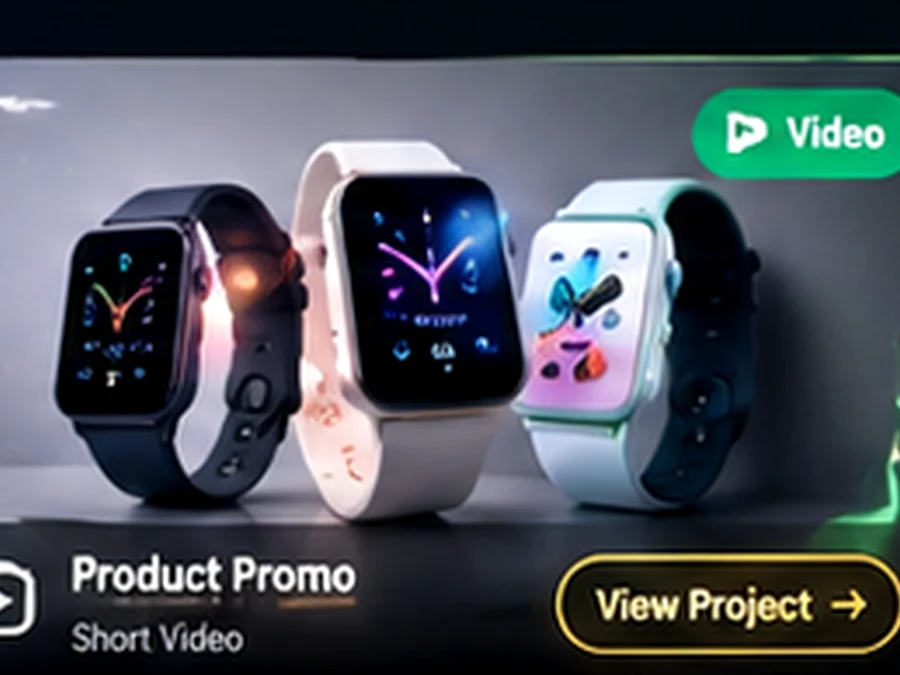 Video
Product Promo
Short Video
View Project →